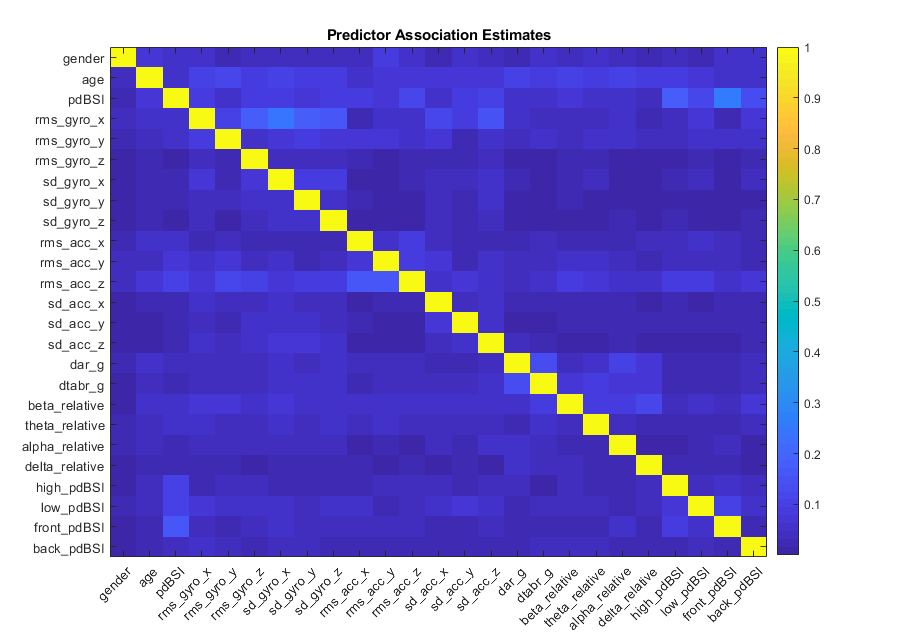 Predictor Association Estimates
gender
age
pdBSI
rms_gyro_x
rms_gyro_y
rms_gyro_z
sd_gyro_x
sd_gyro_y
sd_gyro_z
rms_acc_x
rms_acc_y
rms_acc_z
sd_acc_x
sd_acc_y
sd_acc_z
dar_g
dtabr_g
beta_relative
theta_relative
alpha_relative
delta_relative
high_pdBSI
low_pdBSI
front_pdBSI
back_pdBSI
gender
age
pdBSI
rms_gyro_x
rms_gyro_y
rms_gyro_z
sd_gyro_x
sd_gyro_y
sd_gyro_z
rms_acc_x
rms_acc_y
rms_acc_z
sd_acc_x
sd_acc_y
sd_acc_z
dar_g
dtabr_g
beta_relative
theta_relative
alpha_relative
delta_relative
high_pdBSI
low_pdBSI
front_pdBSI
back_pdBSI
1
0.9
0.8
0.7
0.6
0.5
0.4
0.3
0.2
0.1